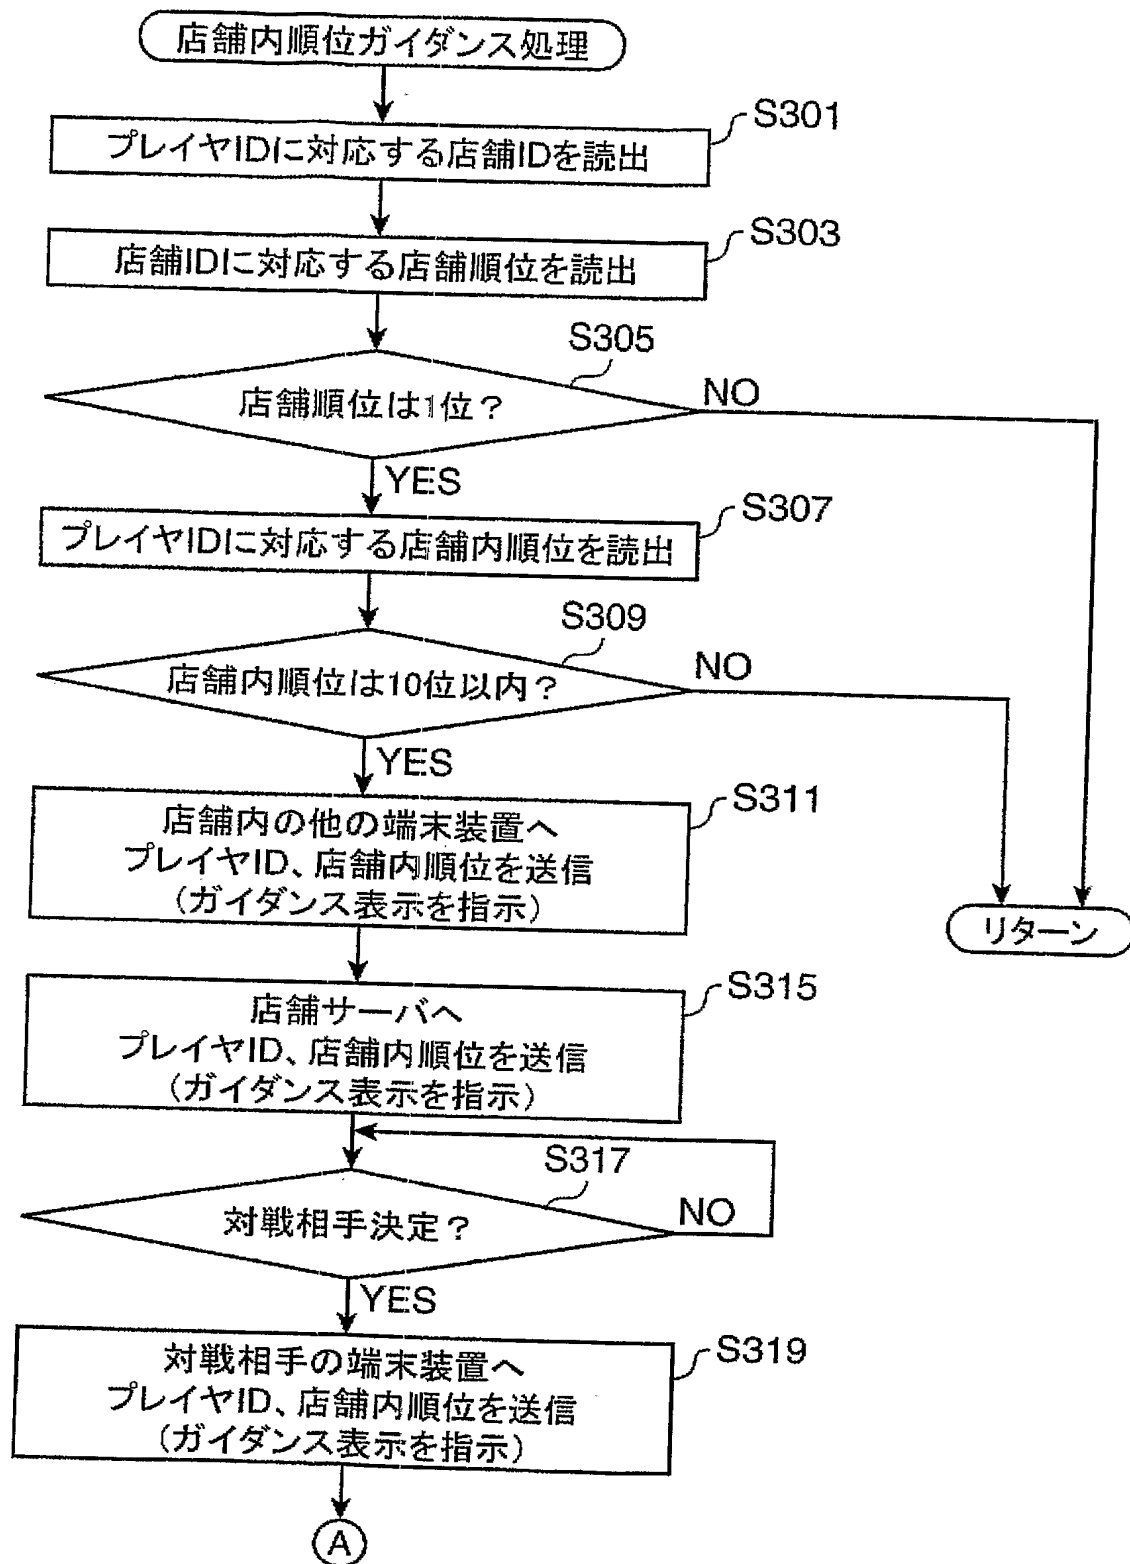 店舗内順位ガイダンス処理
S301
プレイヤIDに対応する店舗IDを読出
S303
店舗IDに対応する店舗順位を読出
S305
店舗順位は1位?
NO
YES
S307
プレイヤIDに対応する店舗内順位を読出
S309
店舗内順位は10位以内?
NO
YES
S311
店舗内の他の端末装置へ
プレイヤID、店舗内順位を送信
(ガイダンス表示を指示)
リターン
S315
店舗サーバへ
プレイヤID、店舗内順位を送信
(ガイダンス表示を指示)
S317
対戦相手決定?
NO
YES
S319
対戦相手の端末装置へ
プレイヤID、店舗内順位を送信
(ガイダンス表示を指示)
A